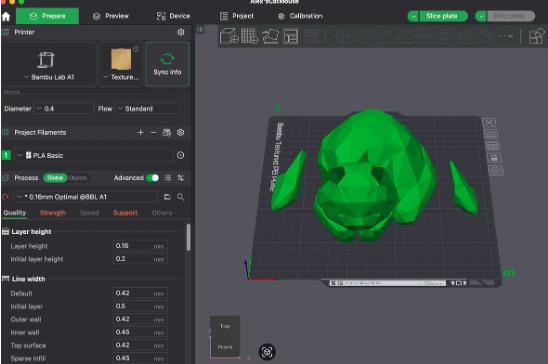 Alex'sCatMouse
Prepare
Preview
Device
Project
Calibration
Slice plate
Print plate
Printer
Bambu Lab A1
Texture...
Sync info
Nozzle
Diameter
0.4
Flow
Standard
Project Filaments
1
PLA Basic
Process
Global
Objects
Advanced
* 0.16mm Optimal @BBL A1
Quality
Strength
Speed
Support
Others
Layer height
Layer height 0.16 mm
Initial layer height 0.2 mm
Line width
Default 0.42 mm
Initial layer 0.5 mm
Outer wall 0.42 mm
Inner wall 0.45 mm
Top surface 0.42 mm
Sparse infill 0.45 mm
Bambu Textured PEI Plate
01
Top
Front